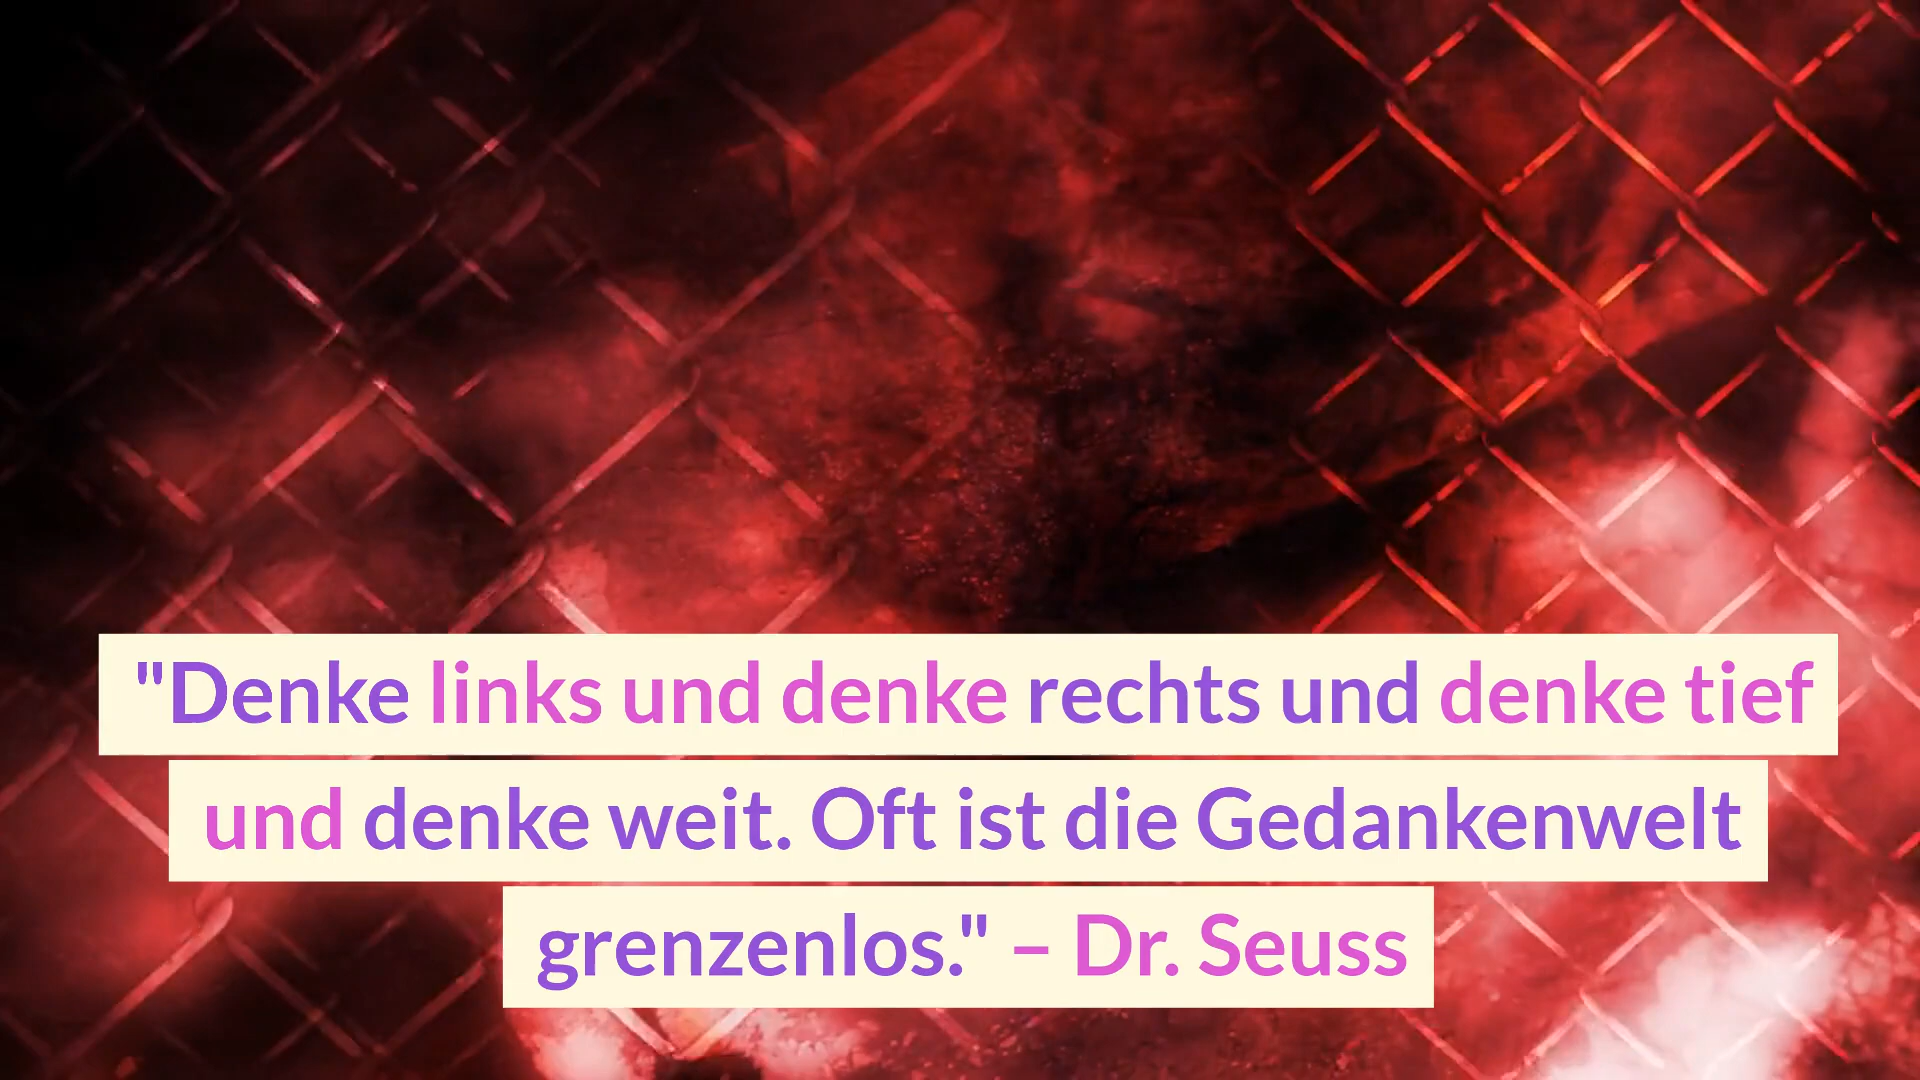 "Denke links und denke rechts und denke tief
und denke weit. Oft ist die Gedankenwelt
grenzenlos." – Dr. Seuss